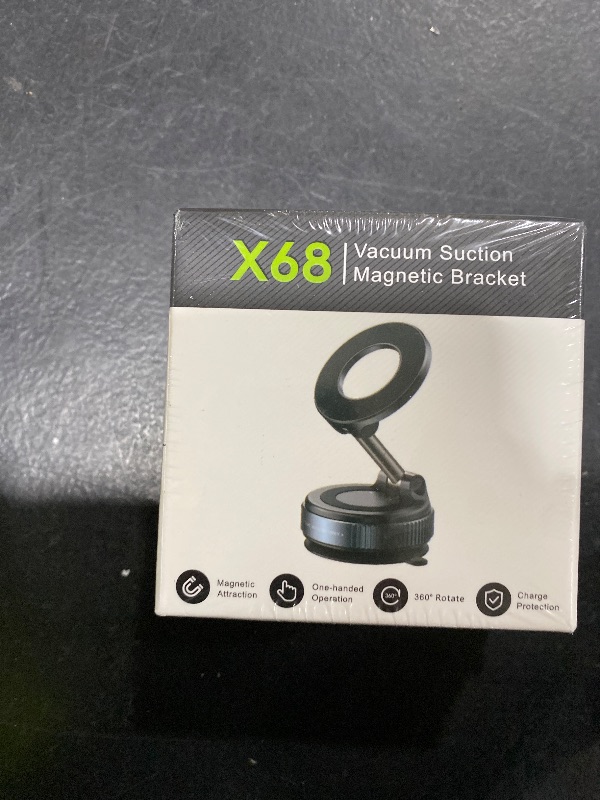 X68
Vacuum Suction
Magnetic Bracket
Magnetic
Attraction
One-handed
Operation
360°
360° Rotate
Charge
Protection